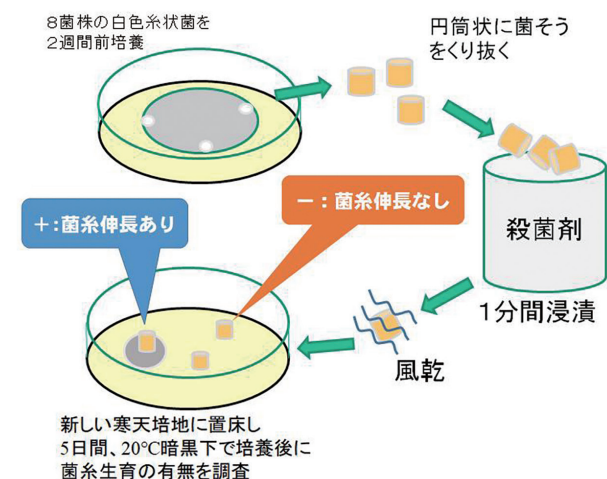 8菌株の白色糸状菌を
2週間前培養
円筒状に菌そう
をくり抜く
殺菌剤
1分間浸漬
風乾
+:菌糸伸長あり
－：菌糸伸長なし
新しい寒天培地に置床し
5日間、20℃暗黒下で培養後に
菌糸生育の有無を調査